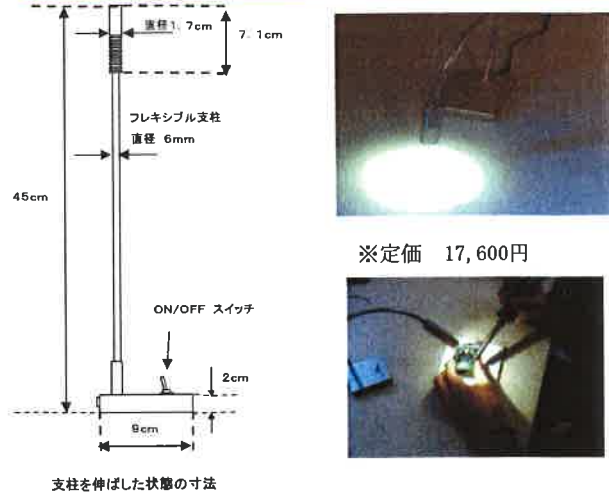 直径1.7cm
7.1cm
フレキシブル支柱
直径 6mm
45cm
ON/OFF スイッチ
2cm
9cm
支柱を伸ばした状態の寸法
※定価 17,600円